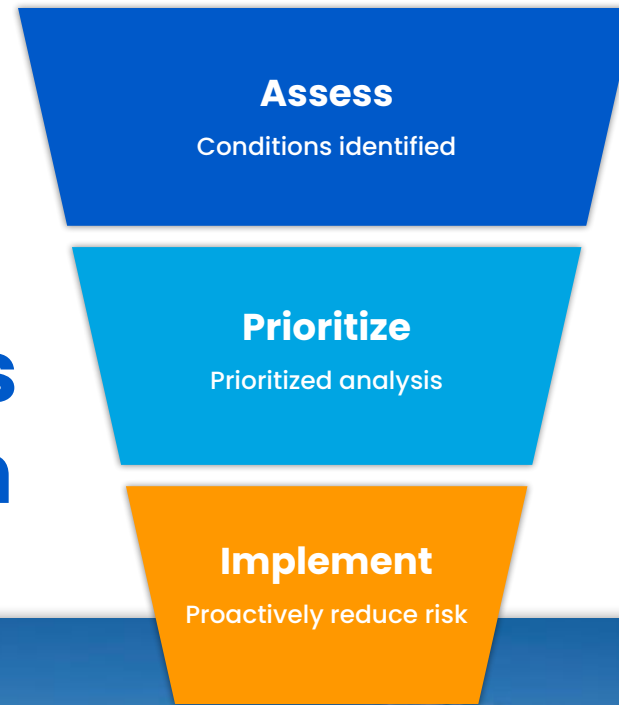 Assess
Conditions identified
Prioritize
Prioritized analysis
Implement
Proactively reduce risk